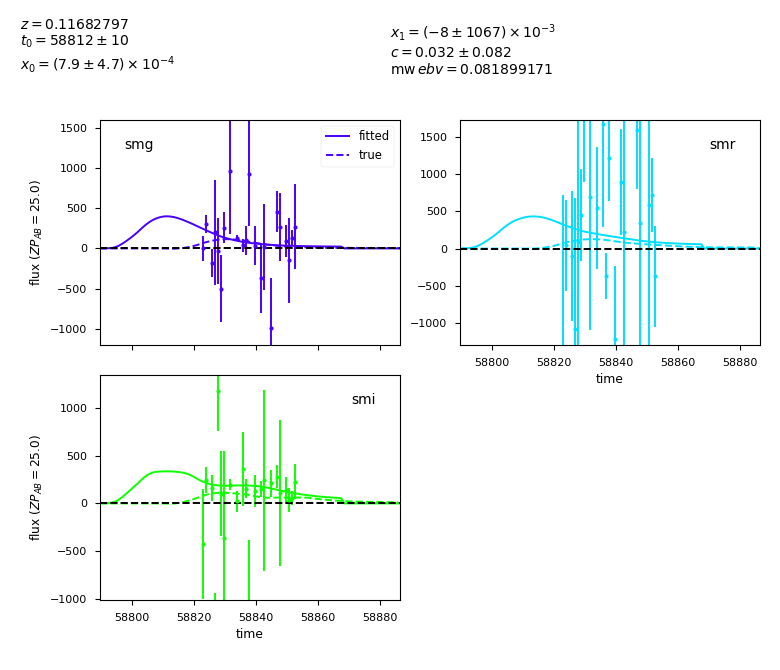 z = 0.11682797
t₀ = 58812 ± 10
x₀ = (7.9 ± 4.7) × 10⁻⁴
x₁ = (−8 ± 1067) × 10⁻³
c = 0.032 ± 0.082
mw ebv = 0.081899171
smg
fitted
true
1500
1000
500
0
−500
−1000
flux (ZP_AB = 25.0)
smr
1500
1000
500
0
−500
−1000
58800 58820 58840 58860 58880
time
smi
1000
500
0
−500
−1000
flux (ZP_AB = 25.0)
58800 58820 58840 58860 58880
time